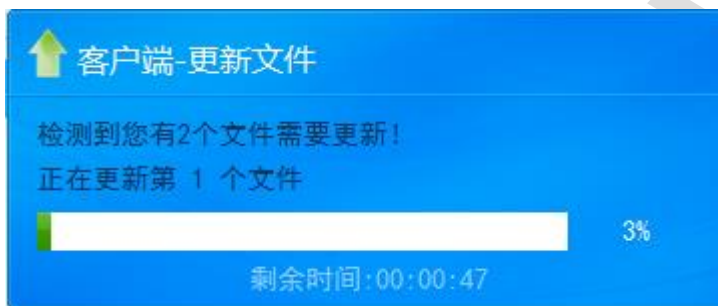 客户端-更新文件
检测到您有2个文件需要更新!
正在更新第 1 个文件
3%
剩余时间:00:00:47